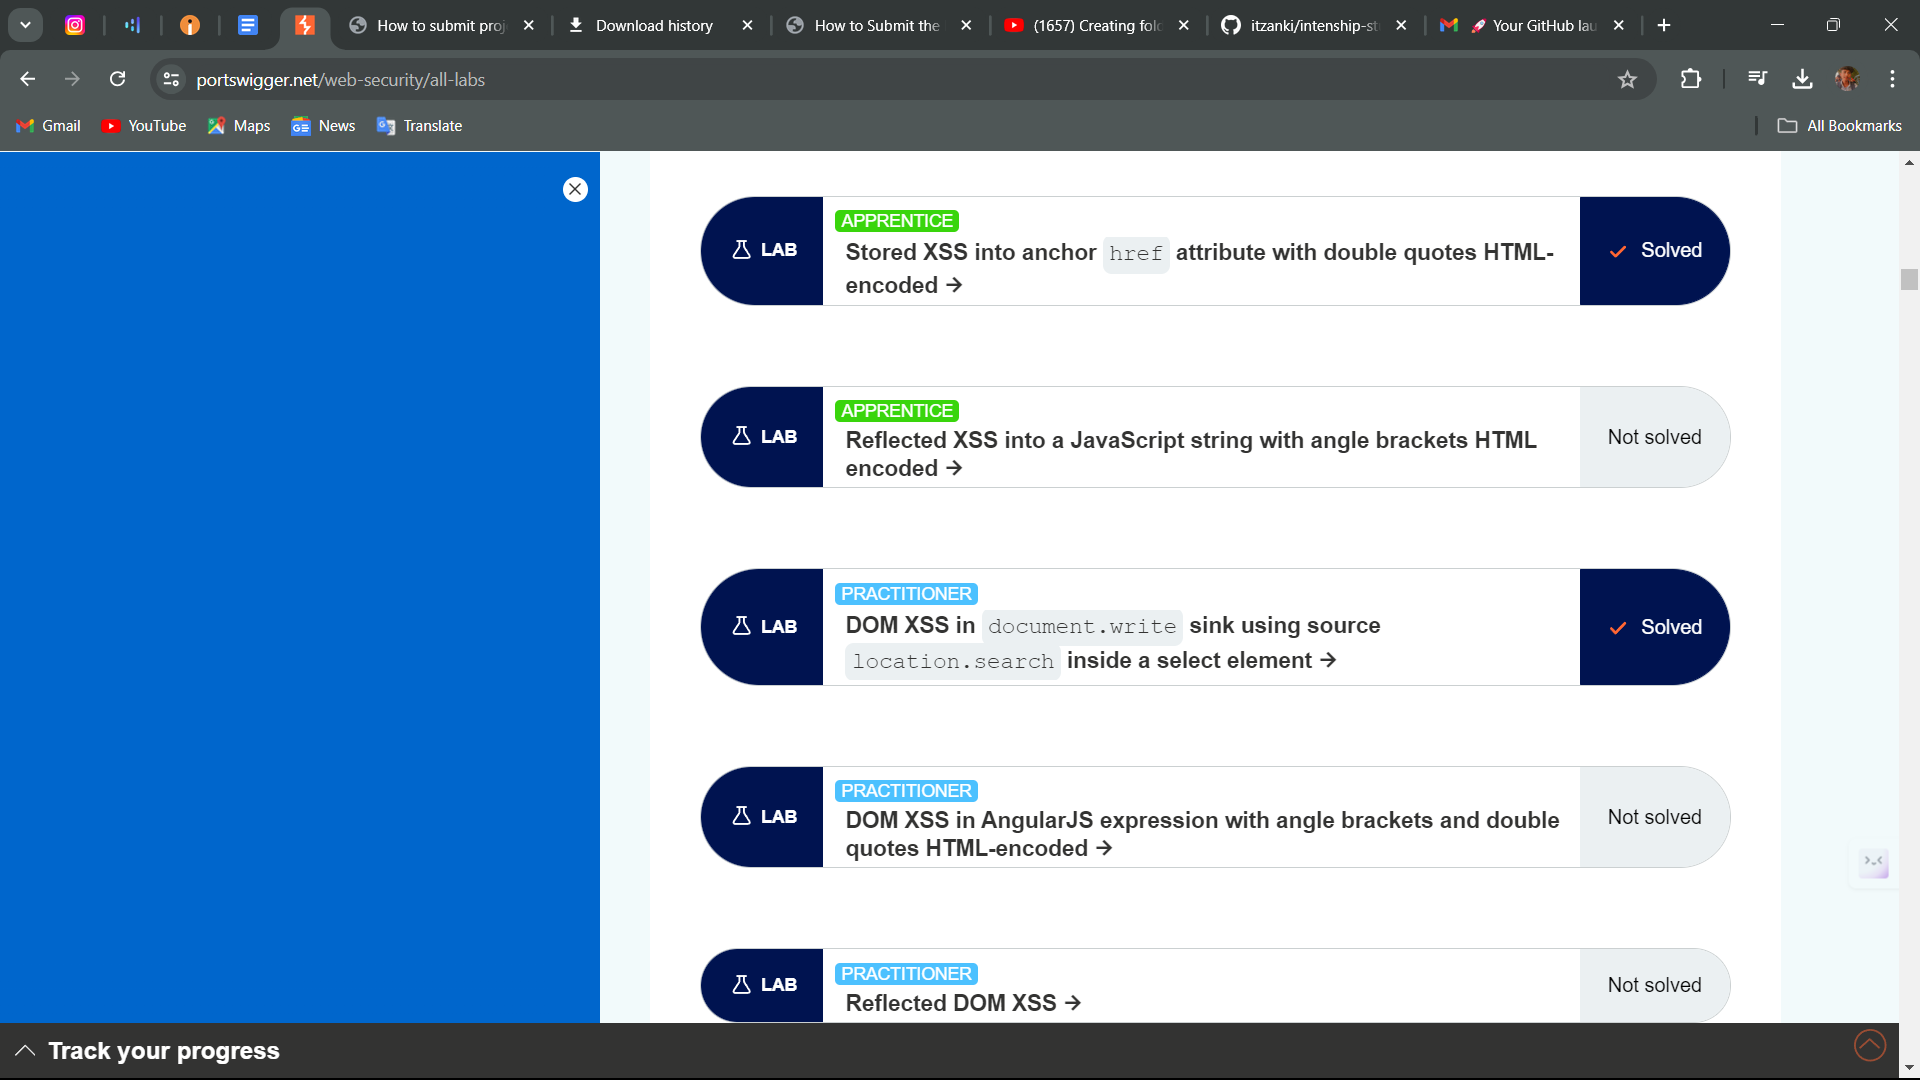 How to submit proj
Download history
How to Submit the
(1657) Creating fol
itzanki/intenship-st
🚀 Your GitHub lau
portswigger.net/web-security/all-labs
Gmail
YouTube
Maps
News
Translate
All Bookmarks
APPRENTICE
LAB
Stored XSS into anchor href attribute with double quotes HTML-
encoded →
Solved
APPRENTICE
LAB
Reflected XSS into a JavaScript string with angle brackets HTML
encoded →
Not solved
PRACTITIONER
LAB
DOM XSS in document.write sink using source
location.search inside a select element →
Solved
PRACTITIONER
LAB
DOM XSS in AngularJS expression with angle brackets and double
quotes HTML-encoded →
Not solved
PRACTITIONER
LAB
Reflected DOM XSS →
Not solved
Track your progress